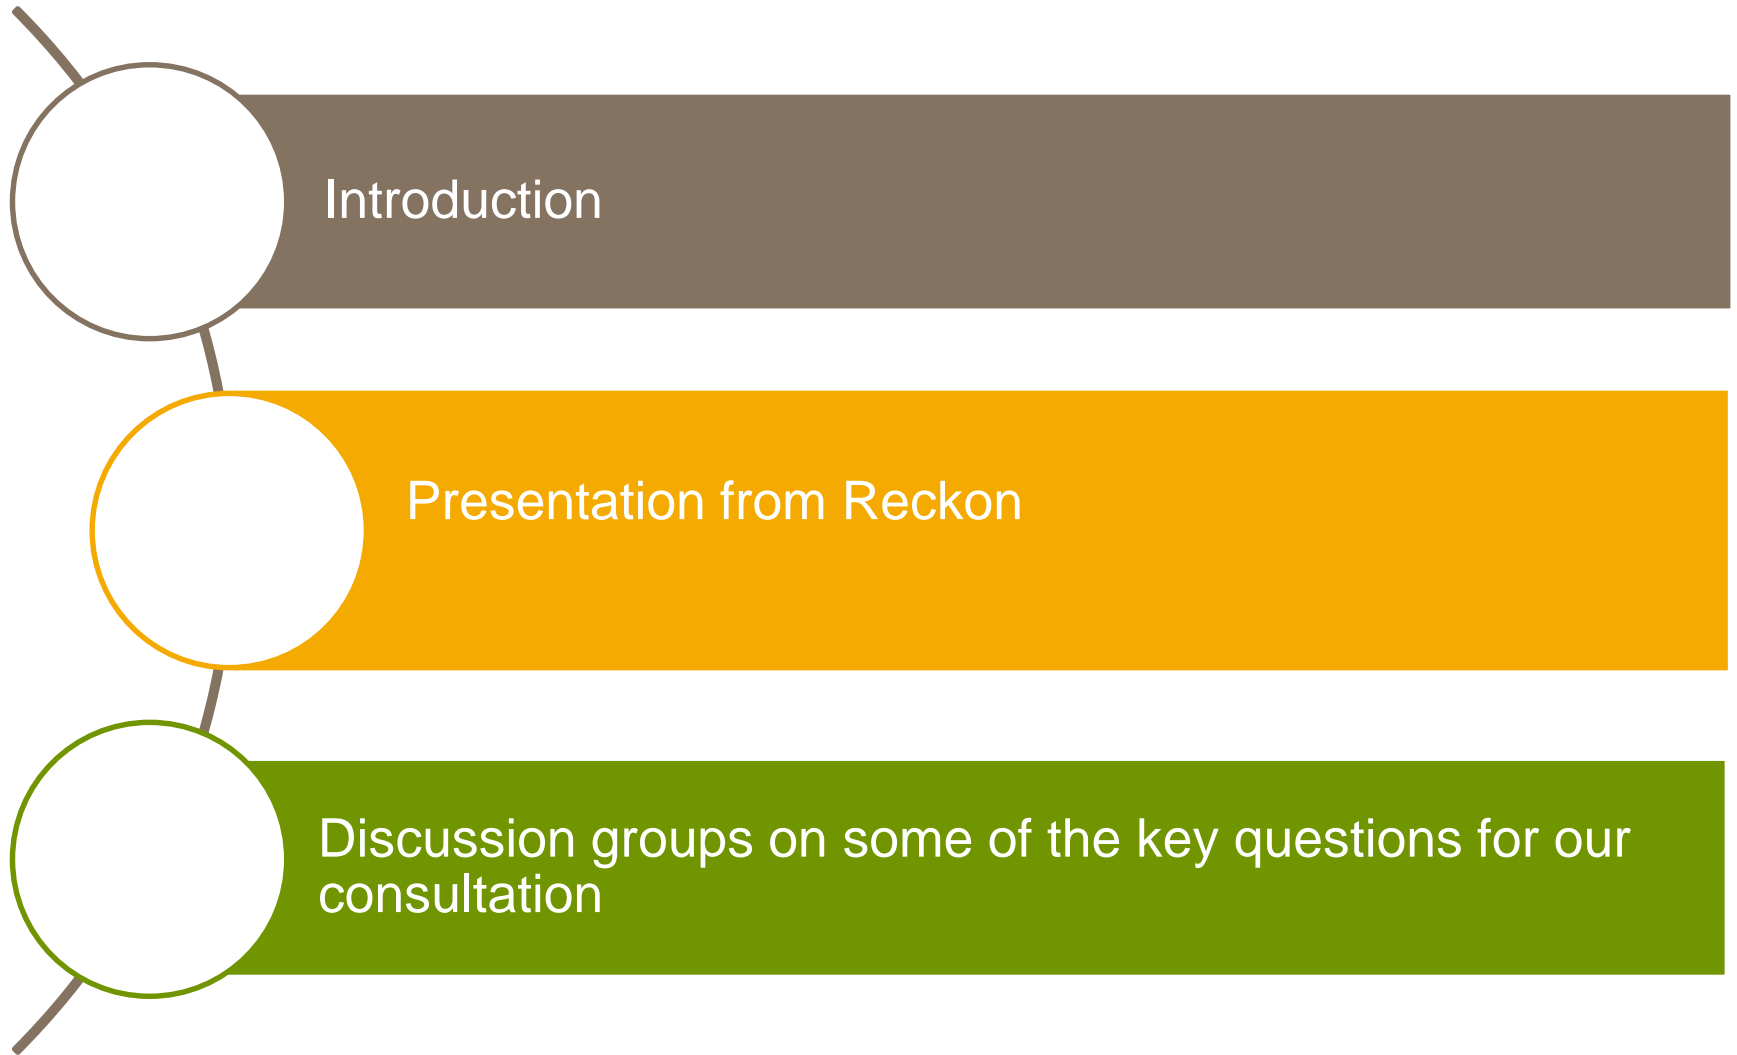 Introduction
Presentation from Reckon
Discussion groups on some of the key questions for our
consultation